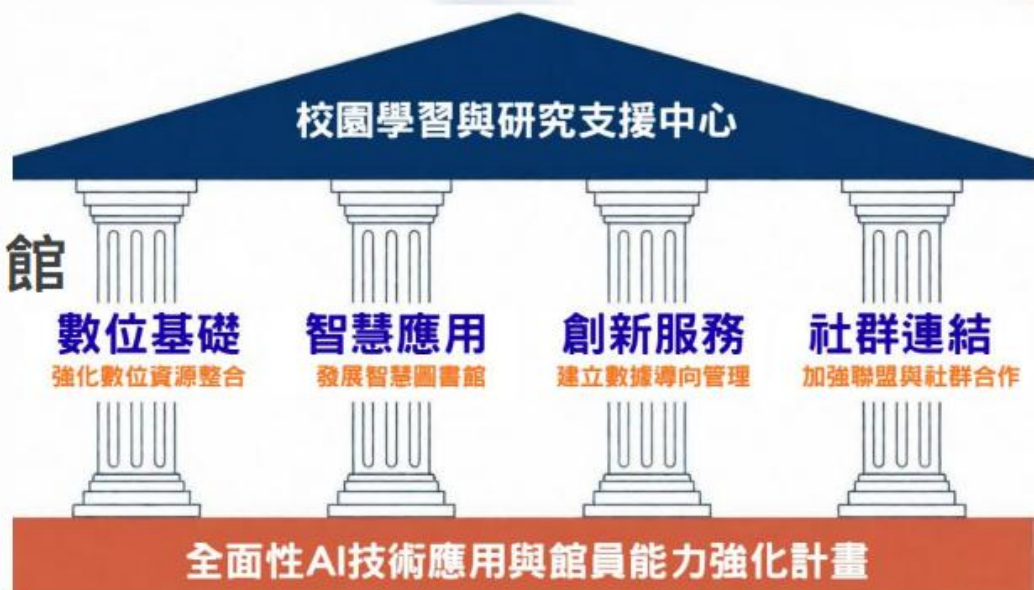 校園學習與研究支援中心
館
數位基礎
強化數位資源整合
智慧應用
發展智慧圖書館
創新服務
建立數據導向管理
社群連結
加強聯盟與社群合作
全面性AI技術應用與館員能力強化計畫